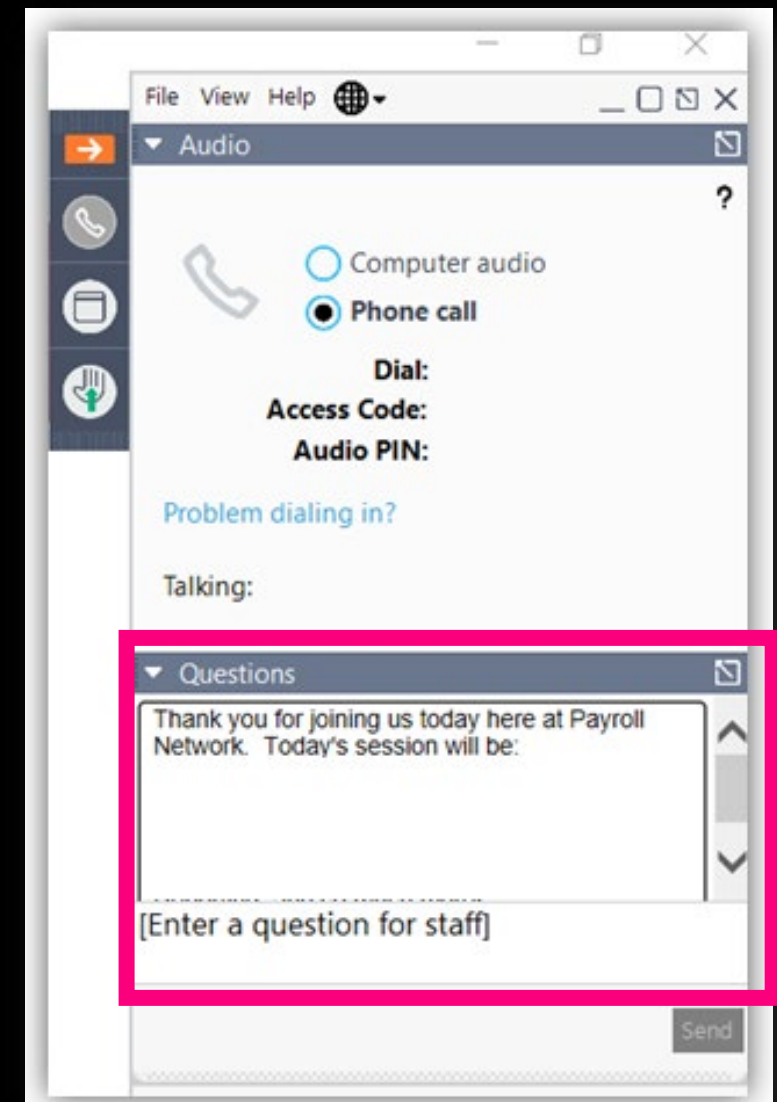 File View Help
Audio
?
Computer audio
Phone call
Dial:
Access Code:
Audio PIN:
Problem dialing in?
Talking:
Questions
Thank you for joining us today here at Payroll
Network. Today's session will be:
[Enter a question for staff]
Send